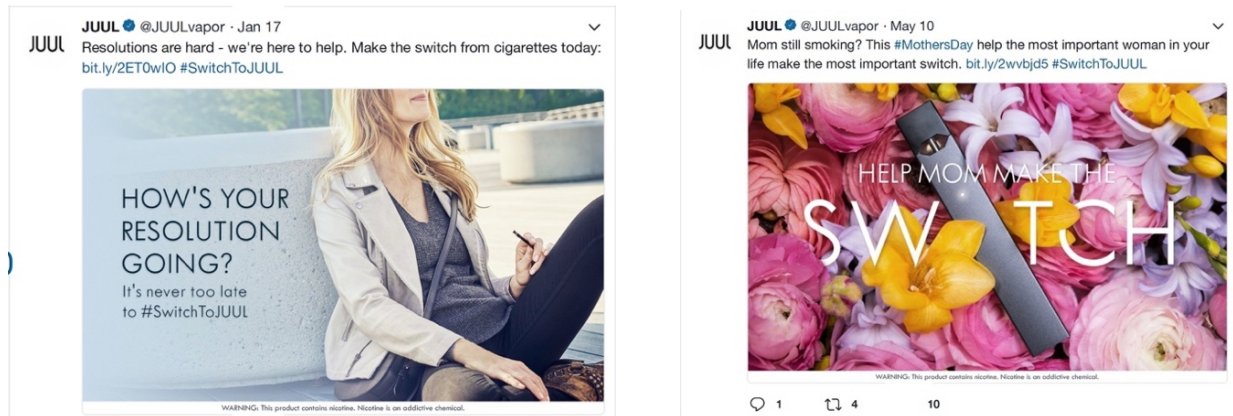 JUUL
JUUL @JUULvapor · Jan 17
Resolutions are hard - we're here to help. Make the switch from cigarettes today:
bit.ly/2ET0wIO #SwitchToJUUL
HOW'S YOUR
RESOLUTION
GOING?
It's never too late
to #SwitchToJUUL
WARNING: This product contains nicotine. Nicotine is an addictive chemical.
JUUL
JUUL @JUULvapor · May 10
Mom still smoking? This #MothersDay help the most important woman in your
life make the most important switch. bit.ly/2wvbjd5 #SwitchToJUUL
HELP MOM MAKE THE
SWITCH
WARNING: This product contains nicotine. Nicotine is an addictive chemical.
1 4 10